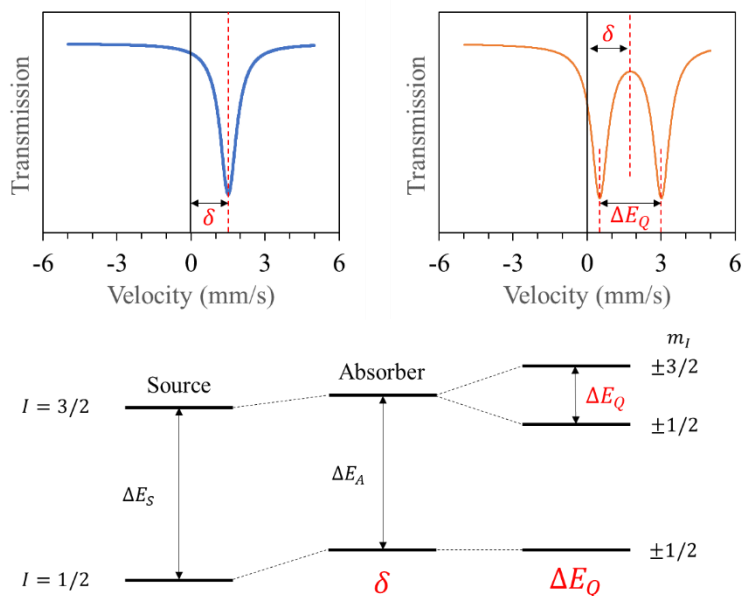 Transmission
δ
-6 -3 0 3 6
Velocity (mm/s)
Transmission
δ
ΔE_Q
-6 -3 0 3 6
Velocity (mm/s)
m_I
Source
Absorber
±3/2
I = 3/2
ΔE_Q
±1/2
ΔE_S
ΔE_A
±1/2
I = 1/2
δ
ΔE_Q